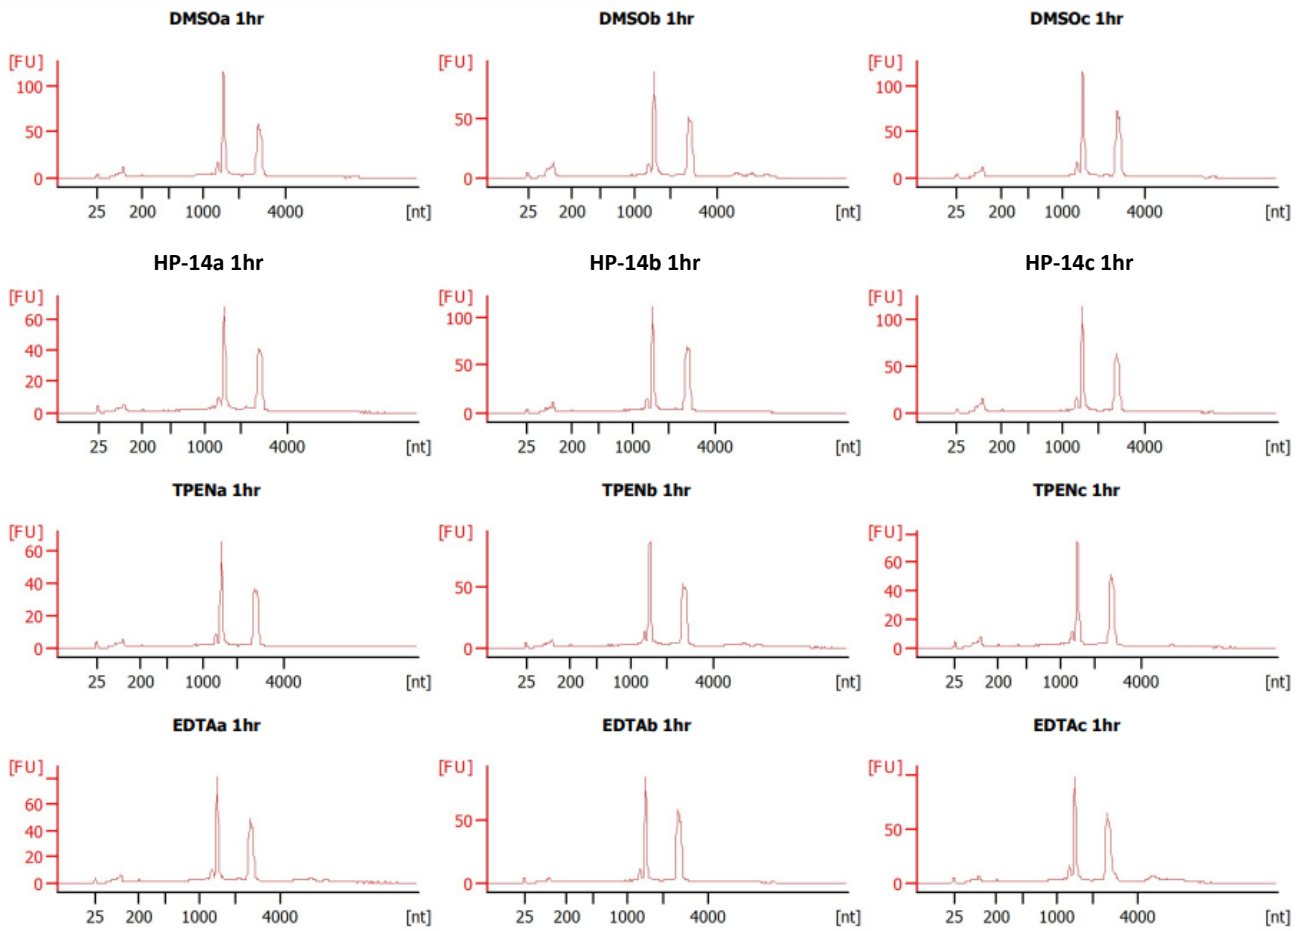 DMSOa 1hr DMSOb 1hr DMSOc 1hr
[FU] [FU] [FU]
100 100
50 50 50
0 0 0
25 200 1000 4000 [nt] 25 200 1000 4000 [nt] 25 200 1000 4000 [nt]
HP-14a 1hr HP-14b 1hr HP-14c 1hr
[FU] [FU] [FU]
60 100 100
40 50 50
20
0 0 0
25 200 1000 4000 [nt] 25 200 1000 4000 [nt] 25 200 1000 4000 [nt]
TPENa 1hr TPENb 1hr TPENc 1hr
[FU] [FU] [FU]
60 60
40 50 40
20 20
0 0 0
25 200 1000 4000 [nt] 25 200 1000 4000 [nt] 25 200 1000 4000 [nt]
EDTAa 1hr EDTAb 1hr EDTAc 1hr
[FU] [FU] [FU]
60
40 50 50
20
0 0 0
25 200 1000 4000 [nt] 25 200 1000 4000 [nt] 25 200 1000 4000 [nt]